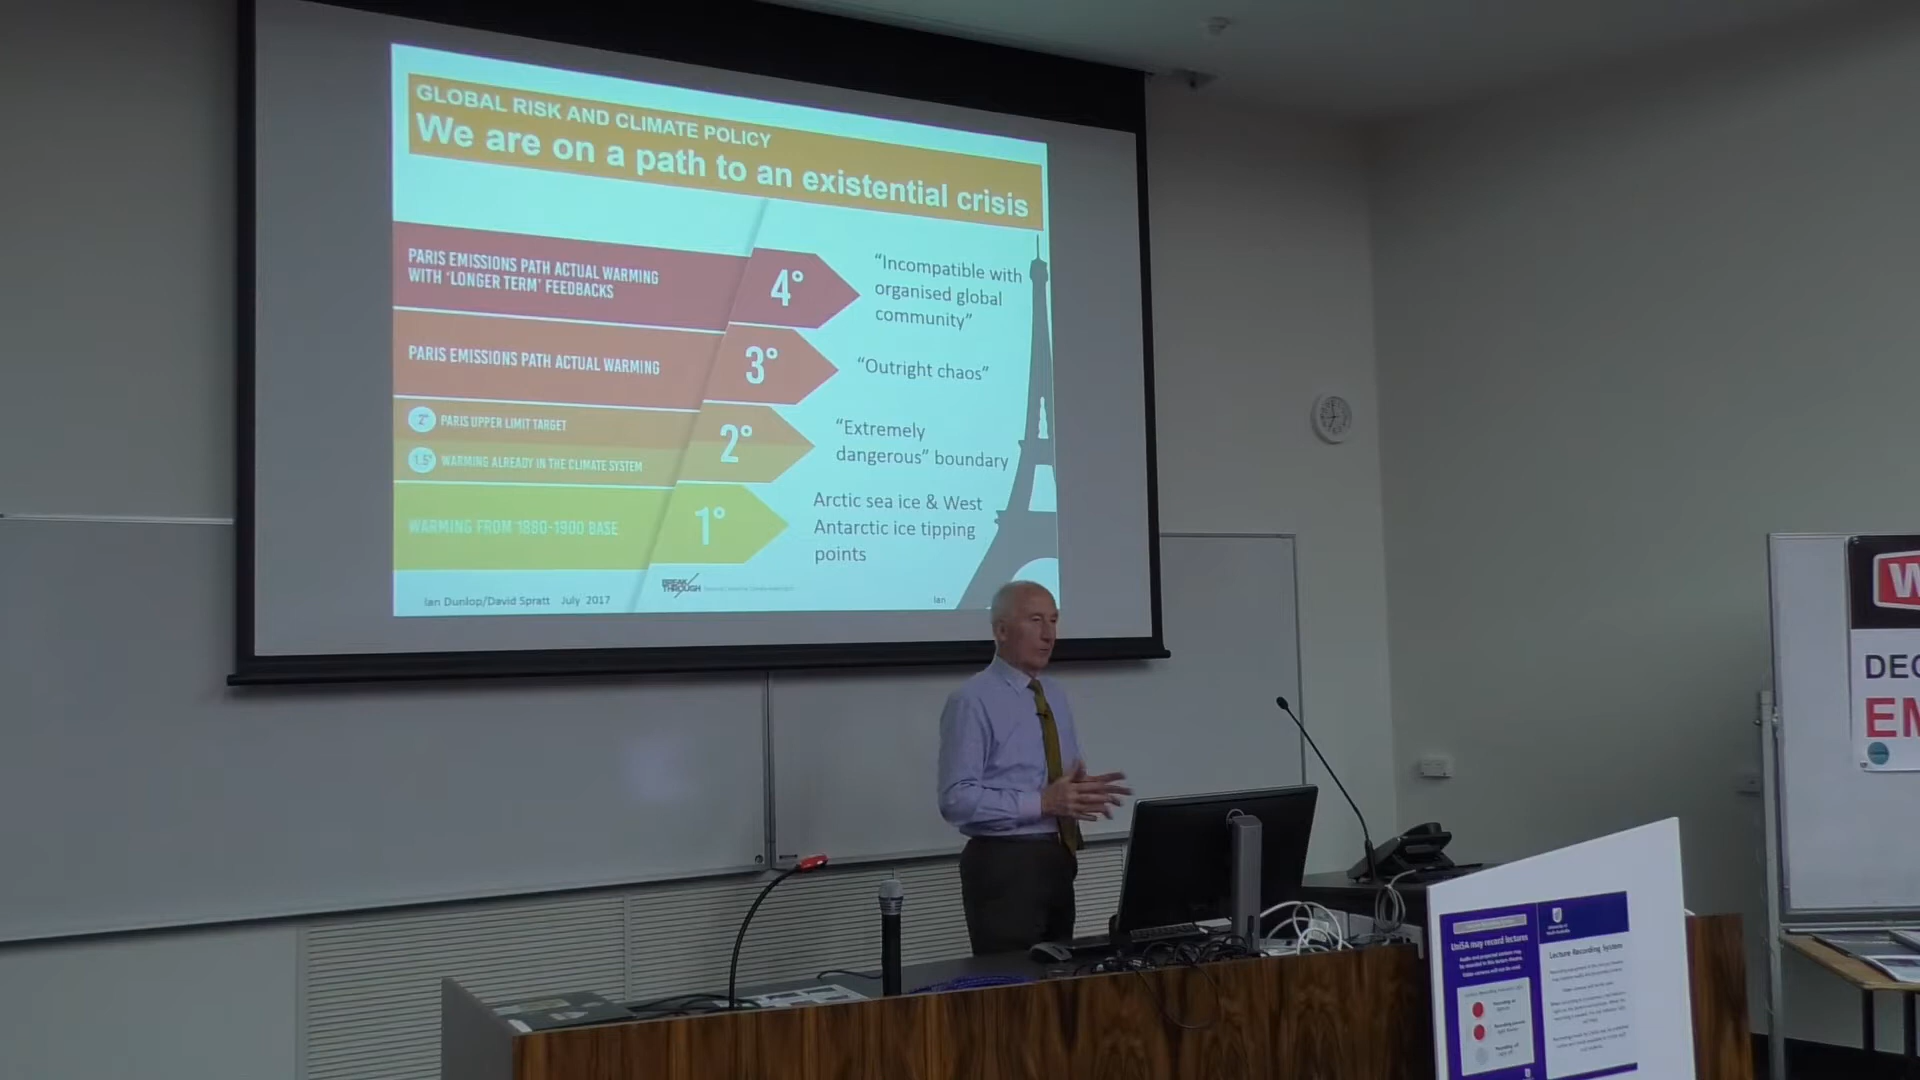 GLOBAL RISK AND CLIMATE POLICY
We are on a path to an existential crisis
PARIS EMISSIONS PATH ACTUAL WARMING
WITH 'LONGER TERM' FEEDBACKS
4°
"Incompatible with
organised global
community"
PARIS EMISSIONS PATH ACTUAL WARMING
3°
"Outright chaos"
2°
PARIS UPPER LIMIT TARGET
1.5°
WARMING ALREADY IN THE CLIMATE SYSTEM
2°
"Extremely
dangerous" boundary
WARMING FROM 1880-1900 BASE
1°
Arctic sea ice & West
Antarctic ice tipping
points
Ian Dunlop/David Spratt July 2017
BREAK
THROUGH
Ian
W
DEC
EM
UniSA may record lectures
Lecture Recording System